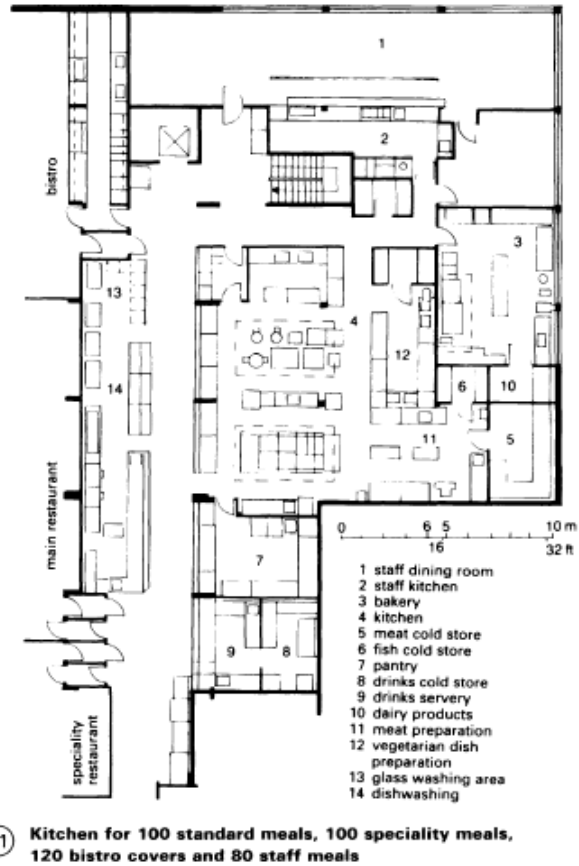 1
2
bistro
3
13
4
12
14
6
10
11
5
main restaurant
0 6 5 10 m
16 32 ft
7
9 8
speciality
restaurant
1 staff dining room
2 staff kitchen
3 bakery
4 kitchen
5 meat cold store
6 fish cold store
7 pantry
8 drinks cold store
9 drinks servery
10 dairy products
11 meat preparation
12 vegetarian dish
preparation
13 glass washing area
14 dishwashing
1 Kitchen for 100 standard meals, 100 speciality meals,
120 bistro covers and 80 staff meals